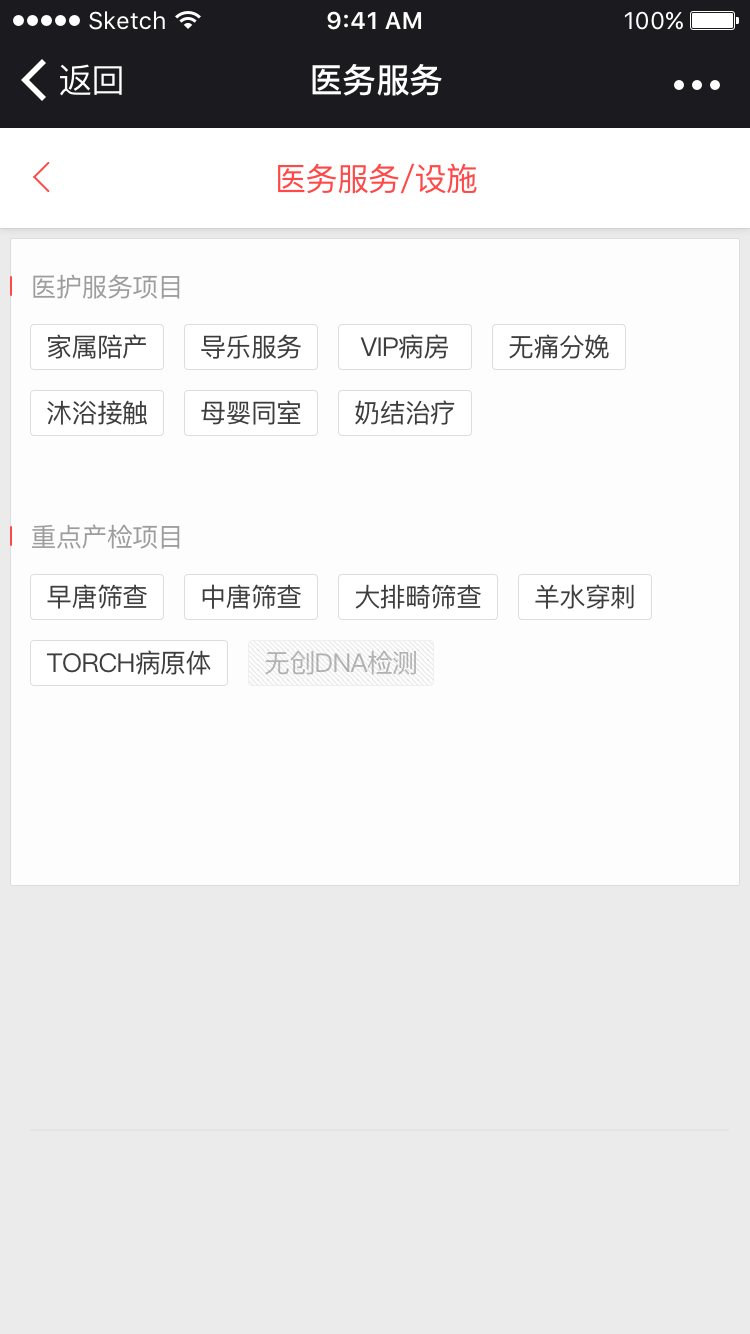 Sketch 9:41 AM 100%
返回 医务服务
医务服务/设施
医护服务项目
家属陪产 导乐服务 VIP病房 无痛分娩
沐浴接触 母婴同室 奶结治疗
重点产检项目
早唐筛查 中唐筛查 大排畸筛查 羊水穿刺
TORCH病原体 无创DNA检测